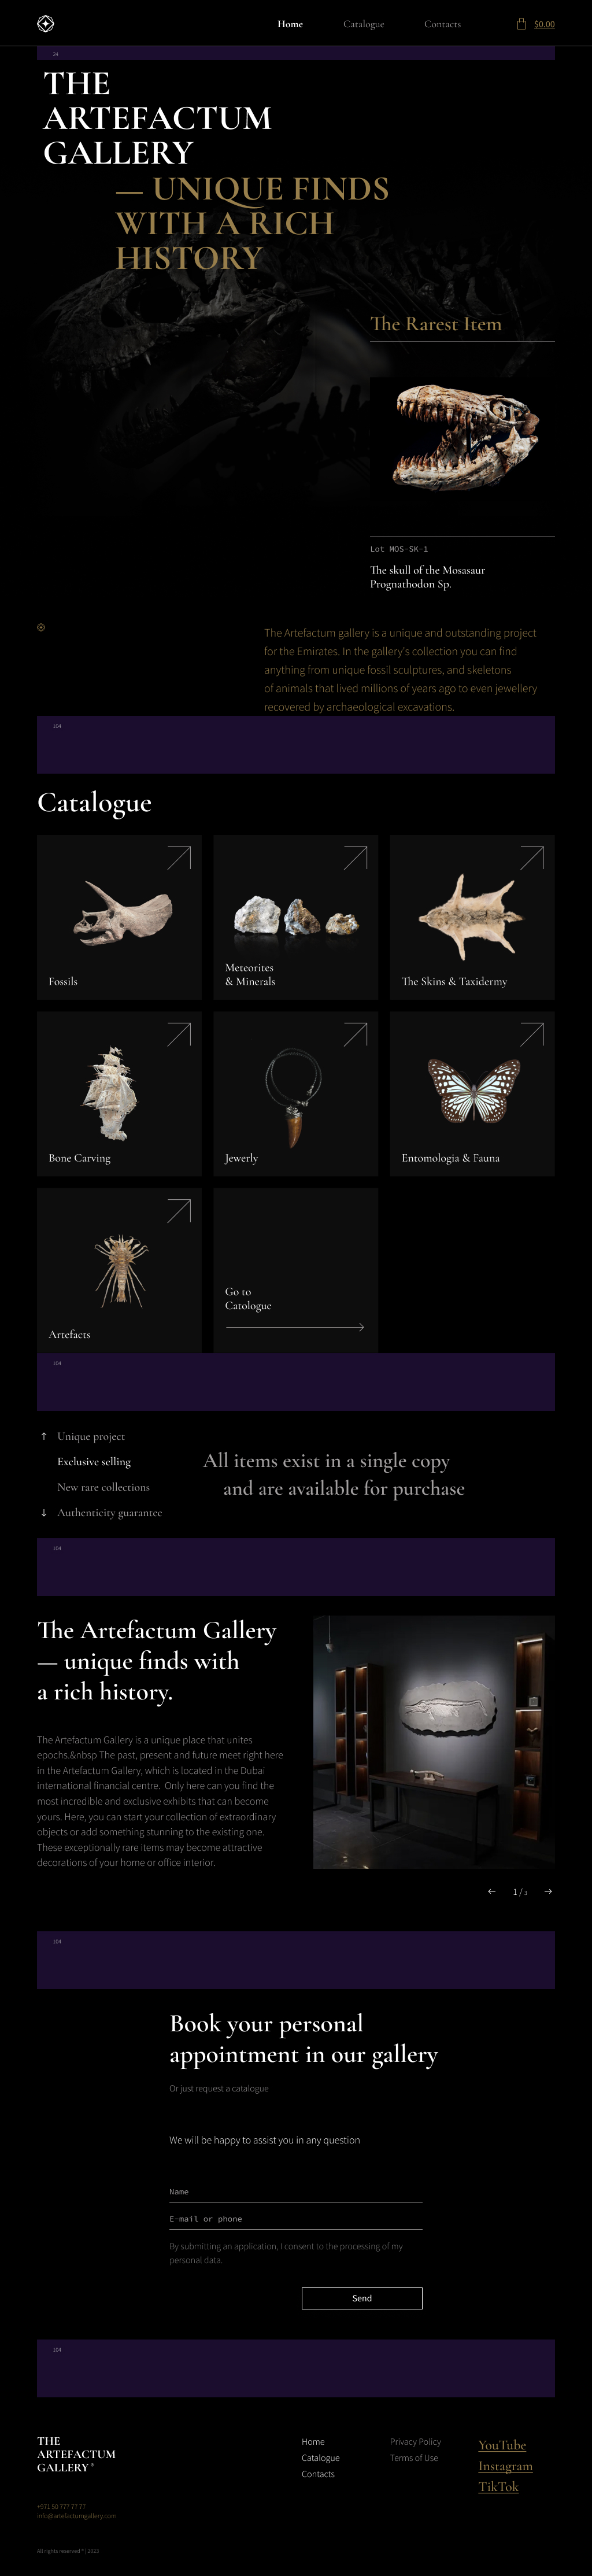 Home
Catalogue
Contacts
$0.00
24
THE
ARTEFACTUM
GALLERY
— UNIQUE FINDS
WITH A RICH
HISTORY
The Rarest Item
Lot MOS-SK-1
The skull of the Mosasaur
Prognathodon Sp.
The Artefactum gallery is a unique and outstanding project
for the Emirates. In the gallery's collection you can find
anything from unique fossil sculptures, and skeletons
of animals that lived millions of years ago to even jewellery
recovered by archaeological excavations.
104
Catalogue
Fossils
Meteorites
& Minerals
The Skins & Taxidermy
Bone Carving
Jewerly
Entomologia & Fauna
Artefacts
Go to
Catologue
104
Unique project
Exclusive selling
New rare collections
Authenticity guarantee
All items exist in a single copy
and are available for purchase
104
The Artefactum Gallery
— unique finds with
a rich history.
The Artefactum Gallery is a unique place that unites
epochs.&nbsp The past, present and future meet right here
in the Artefactum Gallery, which is located in the Dubai
international financial centre.  Only here can you find the
most incredible and exclusive exhibits that can become
yours. Here, you can start your collection of extraordinary
objects or add something stunning to the existing one.
These exceptionally rare items may become attractive
decorations of your home or office interior.
1 / 3
104
Book your personal
appointment in our gallery
Or just request a catalogue
We will be happy to assist you in any question
Name
E-mail or phone
By submitting an application, I consent to the processing of my
personal data.
Send
104
THE
ARTEFACTUM
GALLERY ®
+971 50 777 77 77
info@artefactumgallery.com
All rights reserved ® | 2023
Home
Catalogue
Contacts
Privacy Policy
Terms of Use
YouTube
Instagram
TikTok